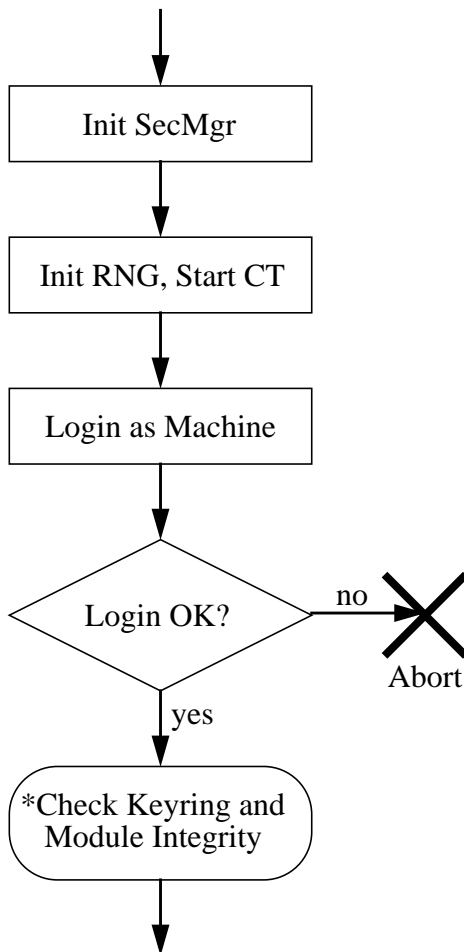 Init SecMgr
Init RNG, Start CT
Login as Machine
Login OK?
no
Abort
yes
*Check Keyring and
Module Integrity